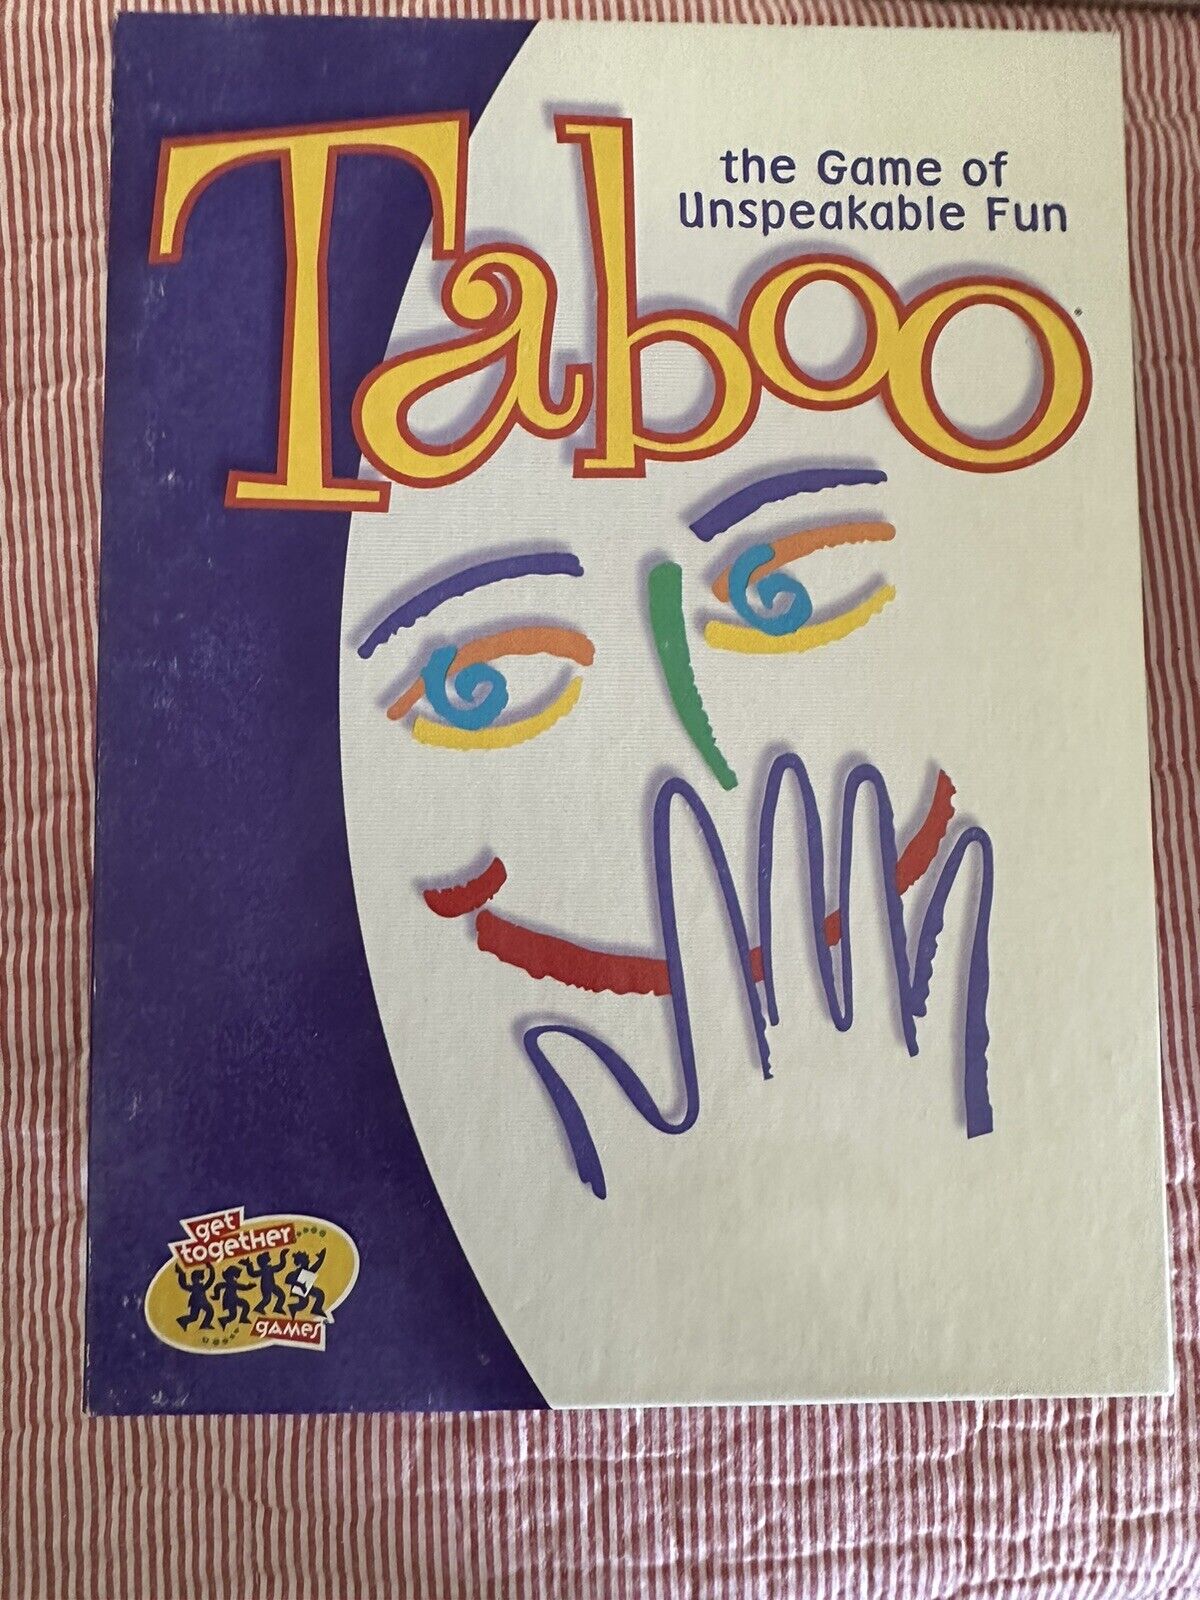 the Game of
Unspeakable Fun
Taboo®
get
together
games